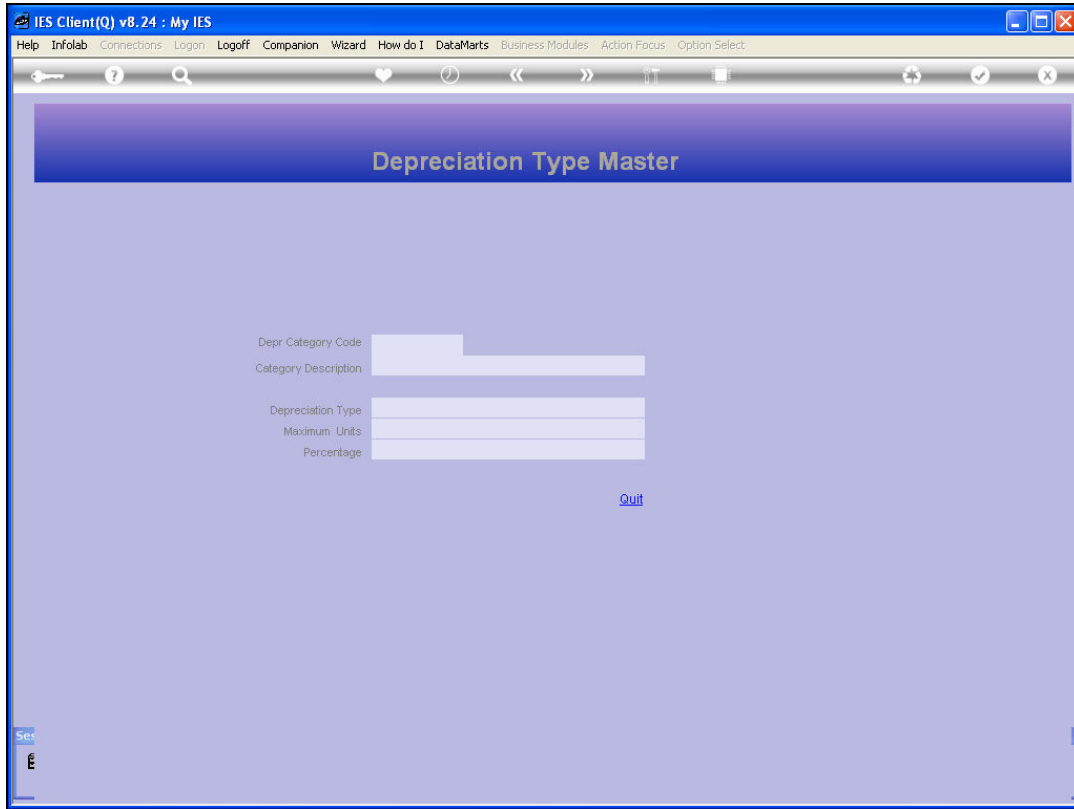 IES Client(Q) v8.24 : My IES
Help Infolab Connections Logon Logoff Companion Wizard How do I DataMarts Business Modules Action Focus Option Select
Depreciation Type Master
Depr Category Code
Category Description
Depreciation Type
Maximum Units
Percentage
Quit
Ses